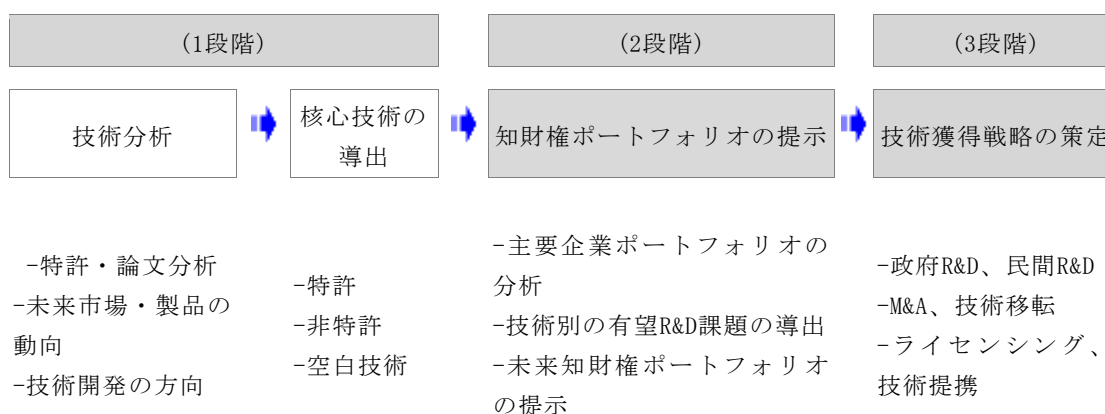 (1段階)
(2段階)
(3段階)
技術分析
核心技術の
導出
知財権ポートフォリオの提示
技術獲得戦略の策定
-特許・論文分析
-未来市場・製品の
動向
-技術開発の方向
-特許
-非特許
-空白技術
-主要企業ポートフォリオの
分析
-技術別の有望R&D課題の導出
-未来知財権ポートフォリオ
の提示
-政府R&D、民間R&D
-M&A、技術移転
-ライセンシング、
技術提携